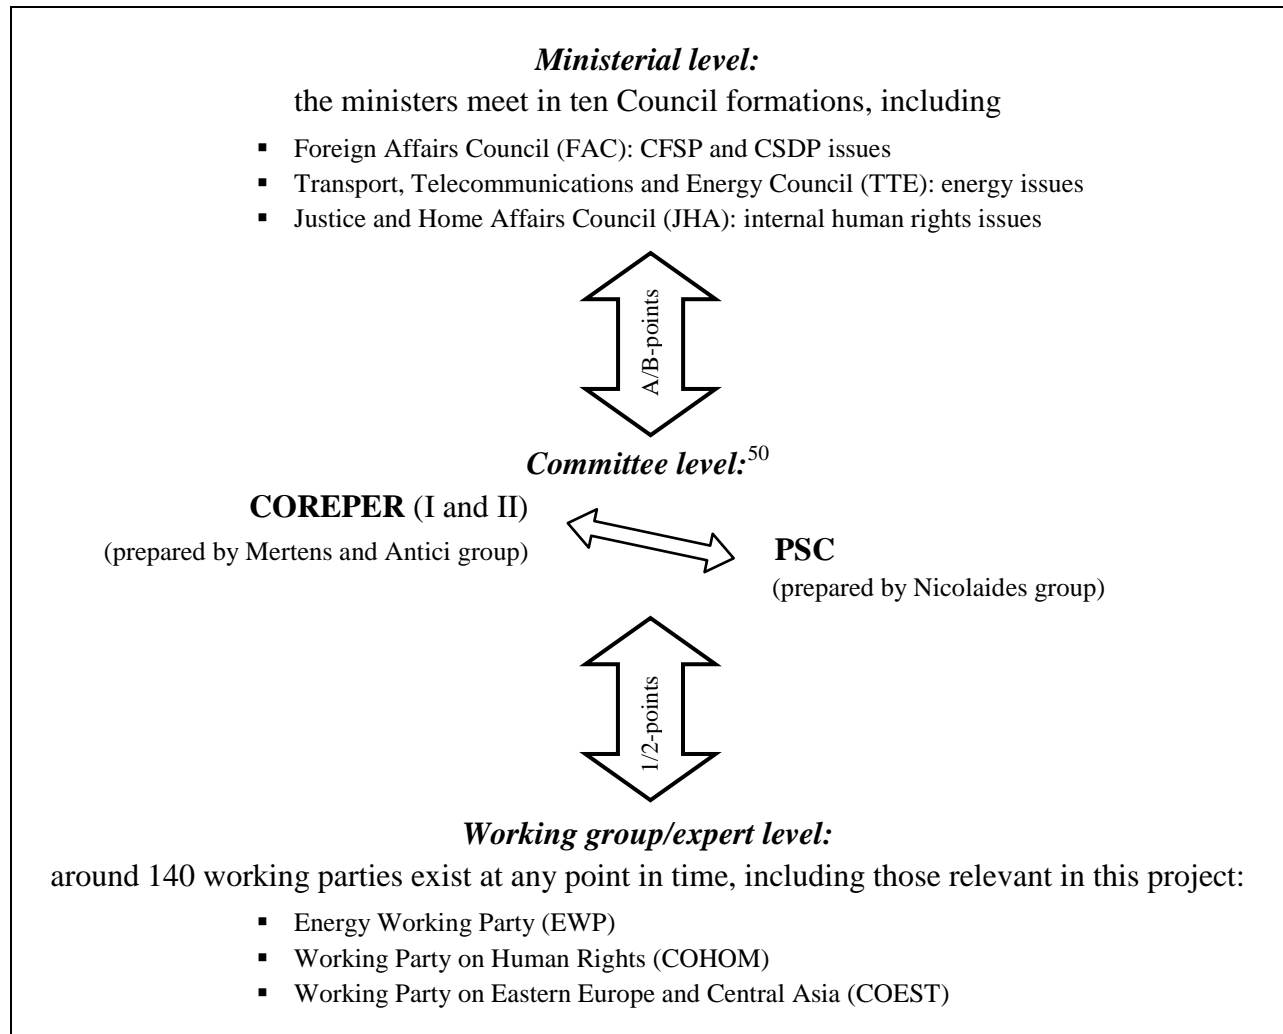 Ministerial level:
the ministers meet in ten Council formations, including
▪ Foreign Affairs Council (FAC): CFSP and CSDP issues
▪ Transport, Telecommunications and Energy Council (TTE): energy issues
▪ Justice and Home Affairs Council (JHA): internal human rights issues
A/B-points
Committee level:50
COREPER (I and II)
(prepared by Mertens and Antici group)
PSC
(prepared by Nicolaides group)
1/2-points
Working group/expert level:
around 140 working parties exist at any point in time, including those relevant in this project:
▪ Energy Working Party (EWP)
▪ Working Party on Human Rights (COHOM)
▪ Working Party on Eastern Europe and Central Asia (COEST)